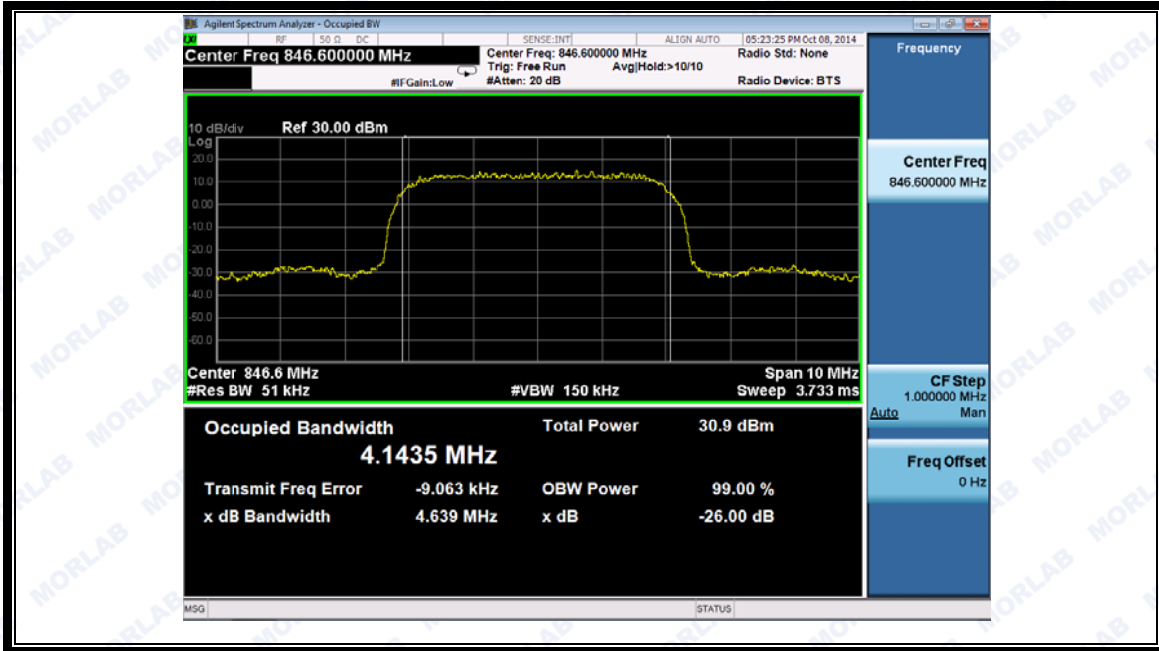 Agilent Spectrum Analyzer - Occupied BW
RF 50 Ω DC SENSE:INT ALIGN AUTO 05:23:25 PM Oct 08, 2014
Center Freq 846.600000 MHz
Center Freq: 846.600000 MHz Radio Std: None
Trig: Free Run Avg|Hold:>10/10
#IFGain:Low #Atten: 20 dB Radio Device: BTS
10 dB/div Ref 30.00 dBm
Log
20.0
10.0
0.00
-10.0
-20.0
-30.0
-40.0
-50.0
-60.0
Center 846.6 MHz Span 10 MHz
#Res BW 51 kHz #VBW 150 kHz Sweep 3.733 ms
Occupied Bandwidth Total Power 30.9 dBm
4.1435 MHz
Transmit Freq Error -9.063 kHz OBW Power 99.00 %
x dB Bandwidth 4.639 MHz x dB -26.00 dB
MSG STATUS
Frequency
Center Freq
846.600000 MHz
CF Step
1.000000 MHz
Auto Man
Freq Offset
0 Hz
MORLAB